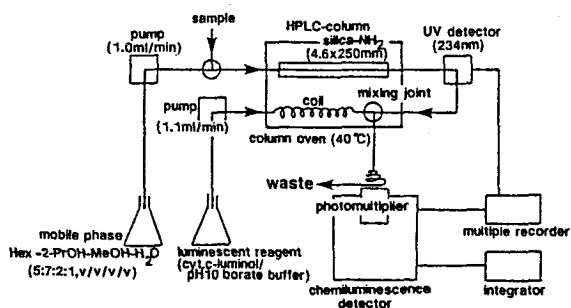 sample
pump
(1.0ml/min)
HPLC-column
silica-NH2
(4.6x250mm)
UV detector
(234nm)
pump
(1.1ml/min)
coil
mixing joint
column oven (40℃)
waste
photomultiplier
mobile phase
Hex -2-PrOH-MeOH-H2O
(5:7:2:1,v/v/v/v)
luminescent reagent
(cyt.c-luminol/
pH10 borate buffer)
chemiluminescence
detector
multiple recorder
integrator